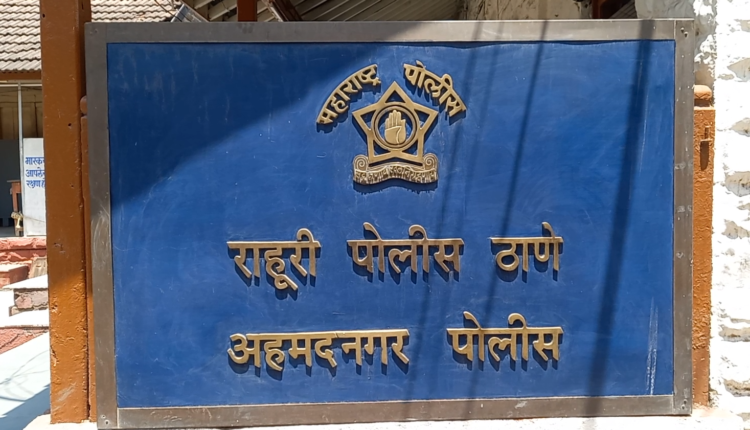 महाराष्ट्र पोलीस
राहूरी पोलीस ठाणे
अहमदनगर पोलीस